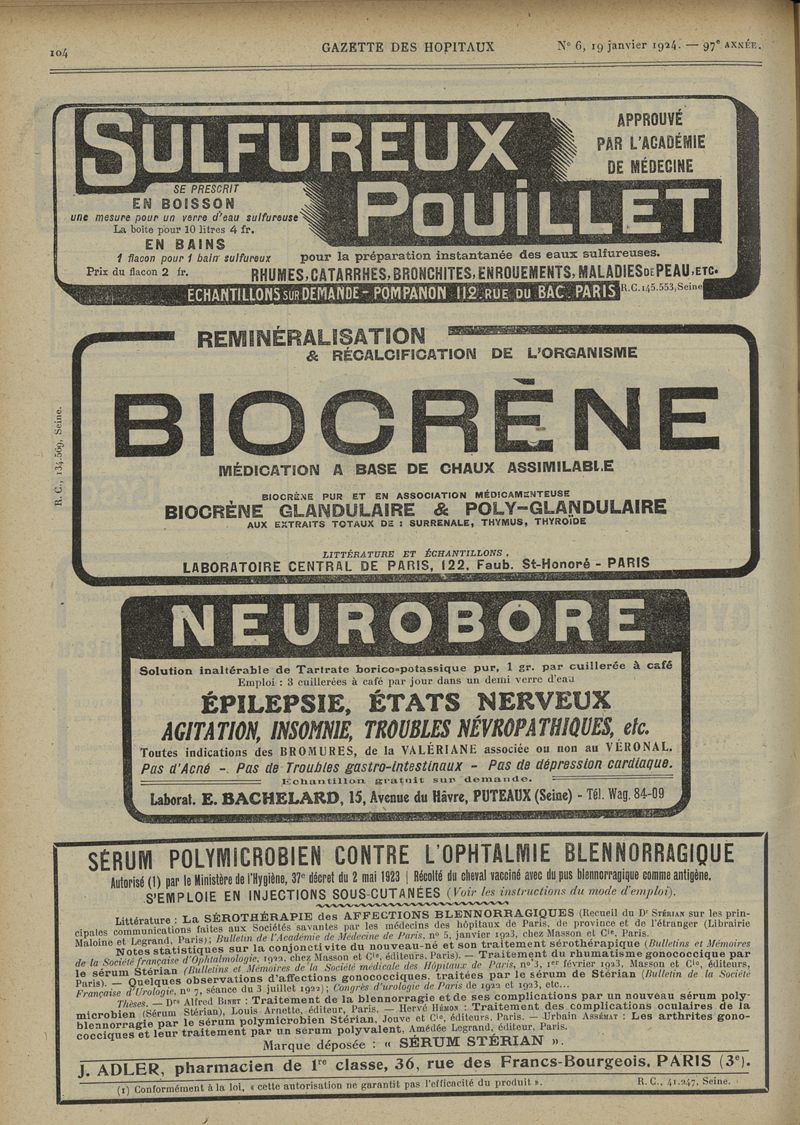 104
GAZETTE DES HOPITAUX
N° 6, 19 janvier 1924. — 97e ANNÉE.
SULFUREUX
POUILLET
APPROUVÉ
PAR L'ACADÉMIE
DE MÉDECINE
SE PRESCRIT
EN BOISSON
une mesure pour un verre d'eau sulfureuse
La boîte pour 10 litres 4 fr.
EN BAINS
1 flacon pour 1 bain sulfureux
Prix du flacon 2 fr.
pour la préparation instantanée des eaux sulfureuses.
RHUMES, CATARRHES, BRONCHITES, ENROUEMENTS, MALADIES DE PEAU, ETC.
ÉCHANTILLONS SUR DEMANDE - POMPANON 112. RUE DU BAC. PARIS
R.C. 145.553, Seine
REMINÉRALISATION
& RÉCALCIFICATION DE L'ORGANISME
BIOCRÈNE
MÉDICATION A BASE DE CHAUX ASSIMILABLE
BIOCRÈNE PUR ET EN ASSOCIATION MÉDICAMENTEUSE
BIOCRÈNE GLANDULAIRE & POLY-GLANDULAIRE
AUX EXTRAITS TOTAUX DE : SURRENALE, THYMUS, THYROÏDE
LITTÉRATURE ET ÉCHANTILLONS,
LABORATOIRE CENTRAL DE PARIS, 122, Faub. St-Honoré - PARIS
R. C., 134.569, Seine.
NEUROBORE
Solution inaltérable de Tartrate borico-potassique pur, 1 gr. par cuillerée à café
Emploi : 3 cuillerées à café par jour dans un demi verre d'eau
ÉPILEPSIE, ÉTATS NERVEUX
AGITATION, INSOMNIE, TROUBLES NÉVROPATHIQUES, etc.
Toutes indications des BROMURES, de la VALÉRIANE associée ou non au VÉRONAL.
Pas d'Acné - Pas de Troubles gastro-intestinaux - Pas de dépression cardiaque.
Echantillon gratuit sur demande.
Laborat. E. BACHELARD, 15, Avenue du Hâvre, PUTEAUX (Seine) - Tél. Wag. 84-09
SÉRUM POLYMICROBIEN CONTRE L'OPHTALMIE BLENNORRAGIQUE
Autorisé (1) par le Ministère de l'Hygiène, 37e décret du 2 mai 1923 | Récolté du cheval vacciné avec du pus blennorragique comme antigène.
S'EMPLOIE EN INJECTIONS SOUS-CUTANÉES (Voir les instructions du mode d'emploi).
Littérature : LA SÉROTHÉRAPIE des AFFECTIONS BLENNORRAGIQUES (Recueil du Dr STÉRIAN sur les prin-
cipales communications faites aux Sociétés savantes par les médecins des hôpitaux de Paris, de province et de l'étranger (Librairie
Maloine et Legrand, Paris); Bulletin de l'Académie de Médecine de Paris, n° 5, janvier 1923, chez Masson et Cie, Paris.
Notes statistiques sur la conjonctivite du nouveau-né et son traitement sérothérapique (Bulletins et Mémoires
de la Société française d'Ophtalmologie, 1922, chez Masson et Cie, éditeurs, Paris). — Traitement du rhumatisme gonococcique par
le sérum Stérian (Bulletins et Mémoires de la Société médicale des Hôpitaux de Paris, n° 3, 1er février 1923, Masson et Cie, éditeurs,
Paris). — Quelques observations d'affections gonococciques, traitées par le sérum de Stérian (Bulletin de la Société
Française d'Urologie, n° 7, séance du 3 juillet 1922); Congrès d'urologie de Paris de 1922 et 1923, etc...
Thèses. — Drs Alfred BINET : Traitement de la blennorragie et de ses complications par un nouveau sérum poly-
microbien (Sérum Stérian), Louis Arnette, éditeur, Paris. — Hervé HÉMON : Traitement des complications oculaires de la
blennorragie par le sérum polymicrobien Stérian, Jouve et Cie, éditeurs, Paris. — Urbain ASSÉMAT : Les arthrites gono-
cocciques et leur traitement par un sérum polyvalent, Amédée Legrand, éditeur, Paris.
Marque déposée : « SÉRUM STÉRIAN ».
J. ADLER, pharmacien de 1re classe, 36, rue des Francs-Bourgeois, PARIS (3e).
(1) Conformément à la loi, « cette autorisation ne garantit pas l'efficacité du produit ».
R. C., 41.247, Seine.